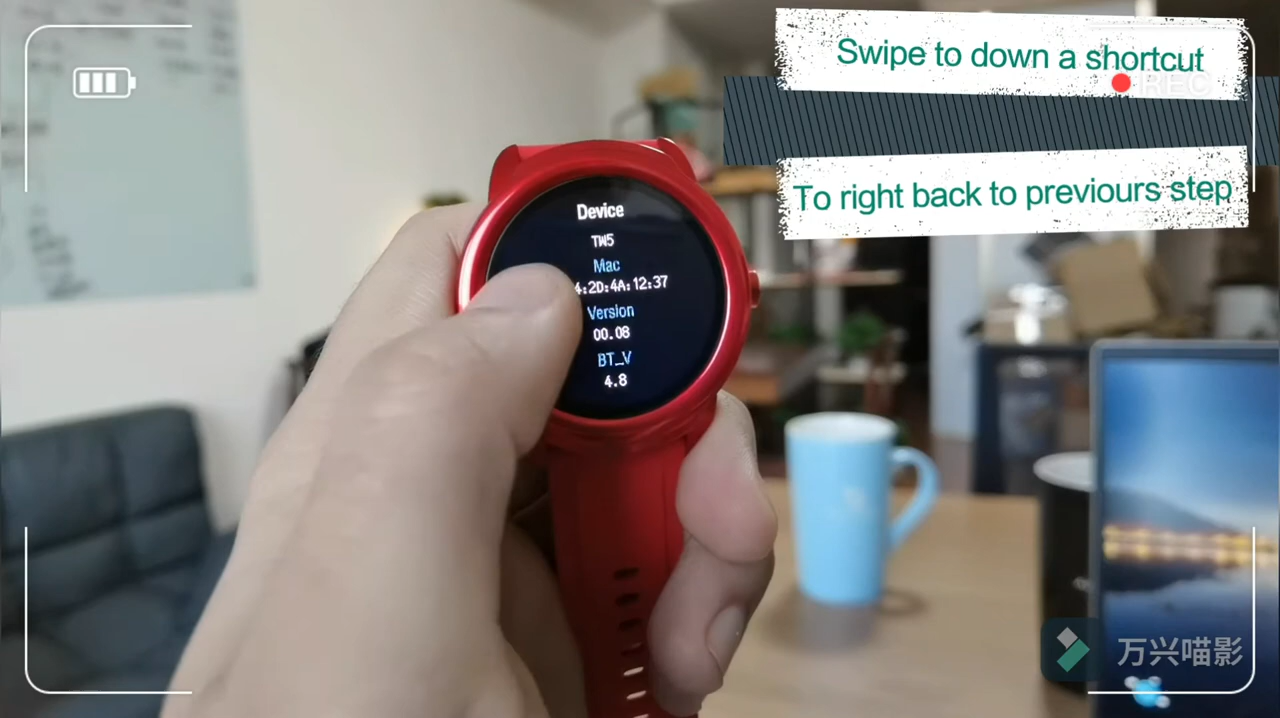 Swipe to down a shortcut
REC
To right back to previours step
Device
TW5
Mac
4:2D:4A:12:37
Version
00.08
BT_V
4.8
万兴喵影